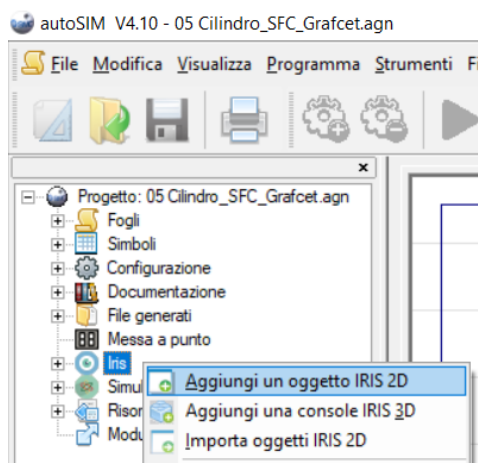 autoSIM V4.10 - 05 Cilindro_SFC_Grafcet.agn
File Modifica Visualizza Programma Strumenti
Progetto: 05 Cilindro_SFC_Grafcet.agn
Fogli
Simboli
Configurazione
Documentazione
File generati
Messa a punto
Iris
Aggiungi un oggetto IRIS 2D
Aggiungi una console IRIS 3D
Importa oggetti IRIS 2D